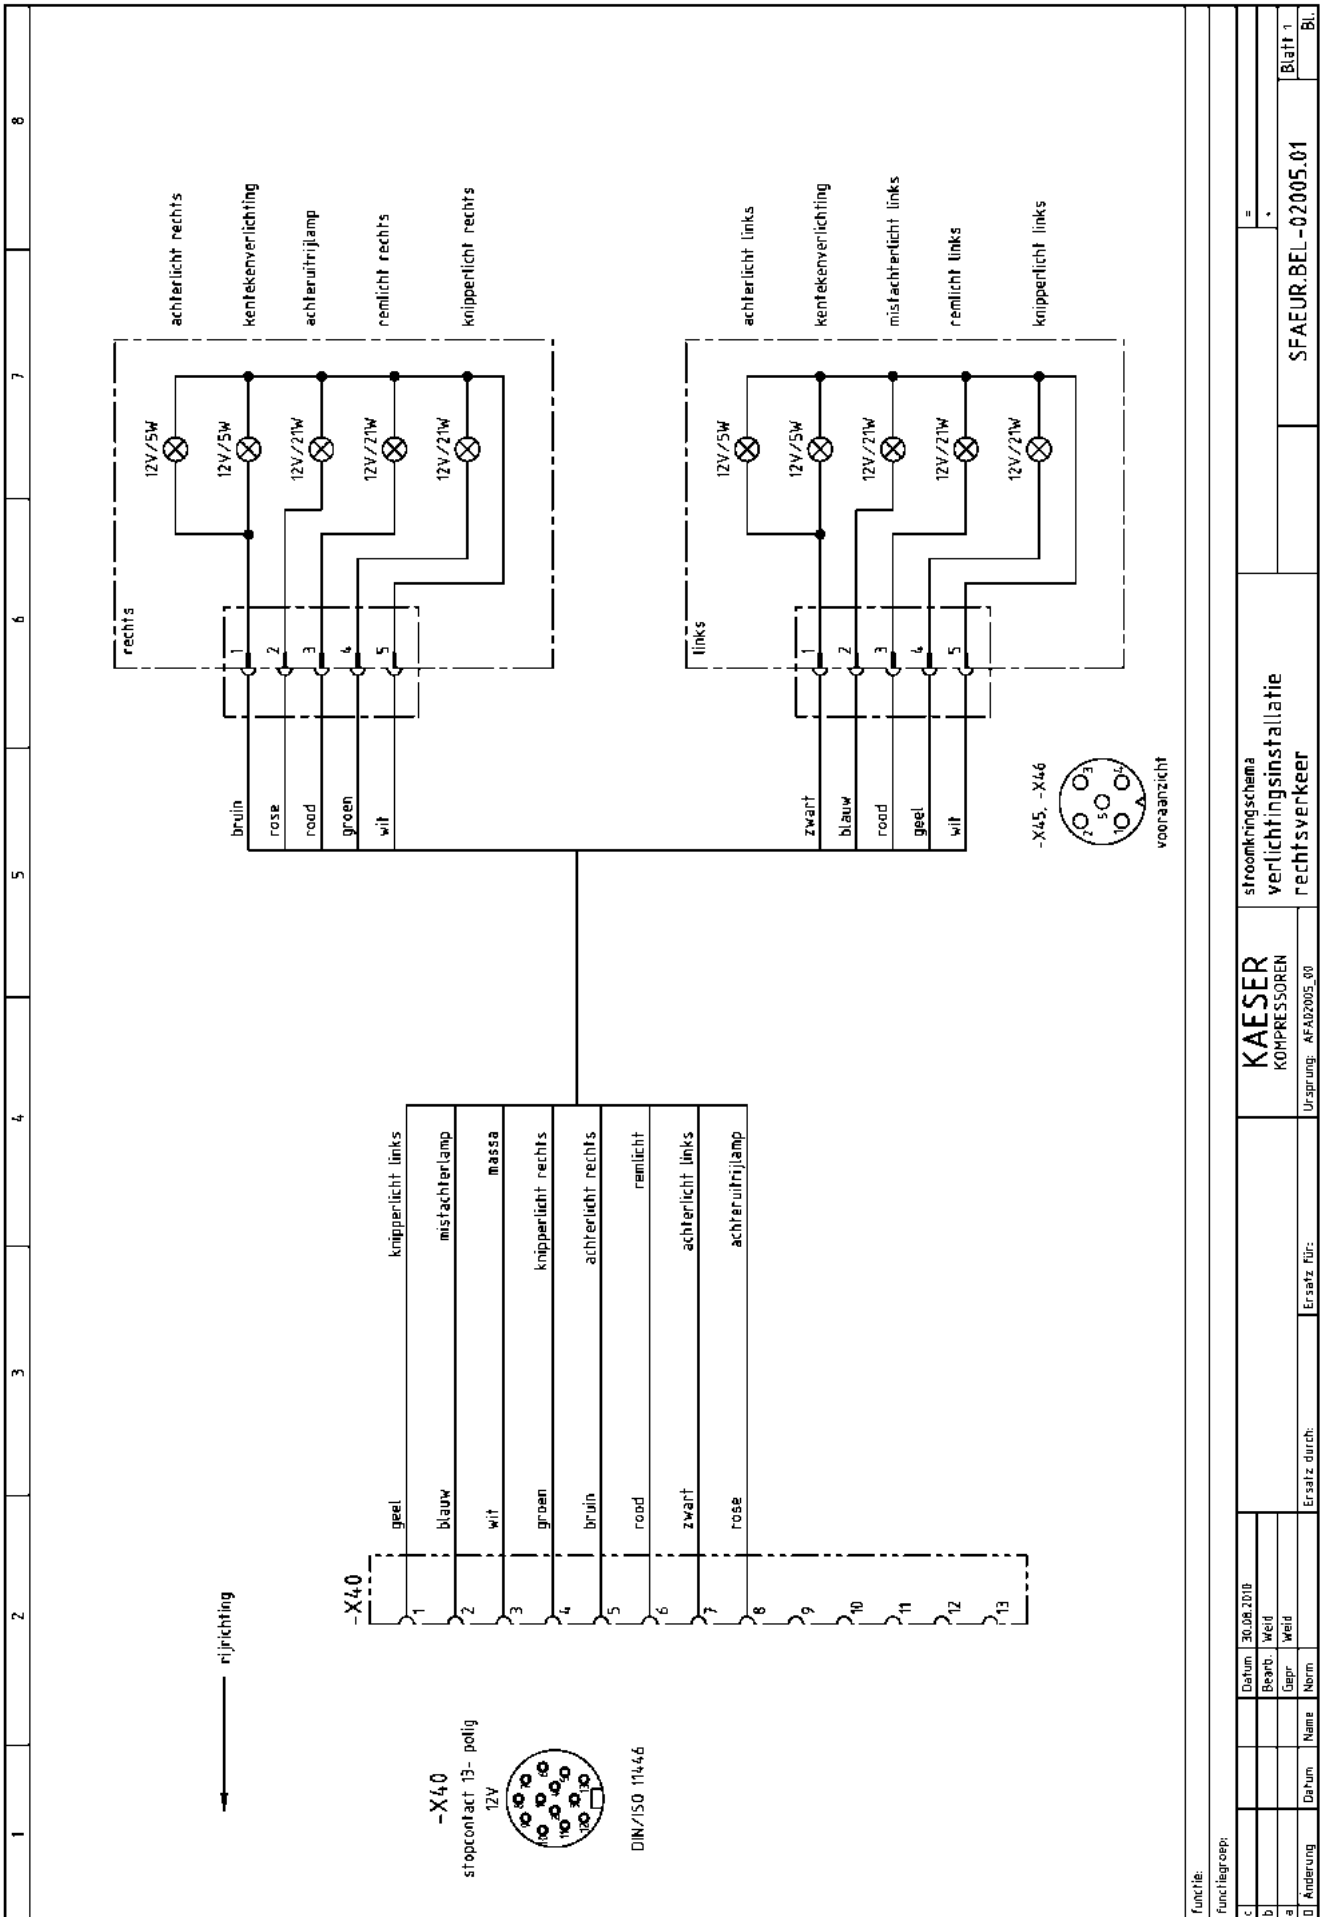 1
2
3
4
5
6
7
8
rijrichting
-X40
stopcontact 13- polig
12V
DIN/ISO 11446
-X40
1
2
3
4
5
6
7
8
9
10
11
12
13
geel
knipperlicht links
blauw
mistachterlamp
wit
massa
groen
knipperlicht rechts
bruin
achterlicht rechts
rood
remlicht
zwart
achterlicht links
rose
achteruitrijlamp
rechts
bruin
1
rose
2
rood
3
groen
4
wit
5
12V/5W
achterlicht rechts
12V/5W
kentekenverlichting
12V/21W
achteruitrijlamp
12V/21W
remlicht rechts
12V/21W
knipperlicht rechts
links
zwart
1
blauw
2
rood
3
geel
4
wit
5
12V/5W
achterlicht links
12V/5W
kentekenverlichting
12V/21W
mistachterlicht links
12V/21W
remlicht links
12V/21W
knipperlicht links
-X45, -X46
2 3
5
1 4
vooraanzicht
functie:
functiegroep:
c
b
a
Änderung
Datum
Name
Datum 30.08.2010
Bearb. Weid
Gepr Weid
Norm
Ersatz durch:
Ersatz für:
KAESER
KOMPRESSOREN
Ursprung: AFA02005_00
stroomkringschema
verlichtingsinstallatie
rechtsverkeer
=
+
SFAEUR.BEL-02005.01
Blatt 1
Bl.